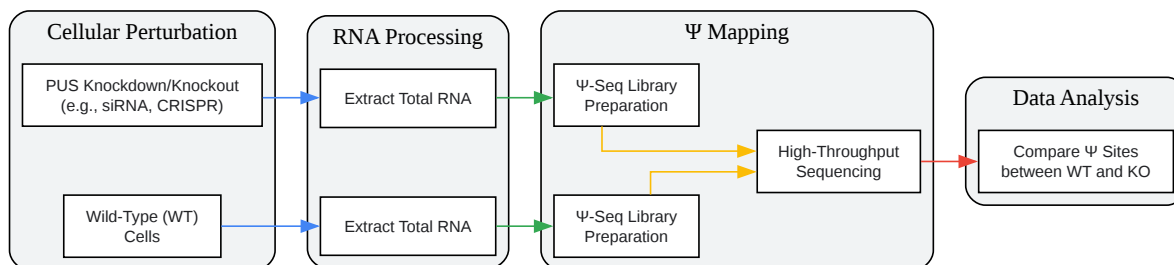 Cellular Perturbation
PUS Knockdown/Knockout
(e.g., siRNA, CRISPR)
Wild-Type (WT)
Cells
RNA Processing
Extract Total RNA
Extract Total RNA
Ψ Mapping
Ψ-Seq Library
Preparation
Ψ-Seq Library
Preparation
High-Throughput
Sequencing
Data Analysis
Compare Ψ Sites
between WT and KO